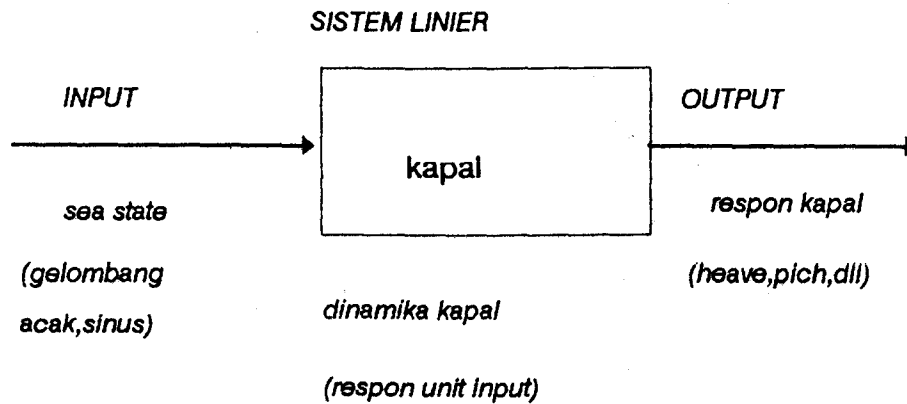 SISTEM LINIER
INPUT
OUTPUT
kapal
sea state
(gelombang
acak,sinus)
dinamika kapal
(respon unit input)
respon kapal
(heave,pich,dll)